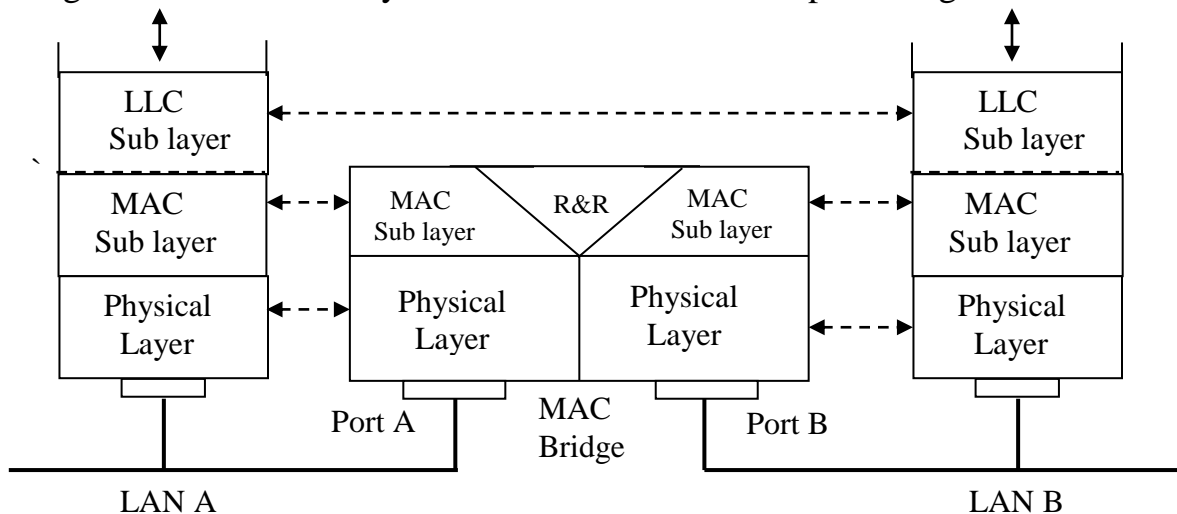 LLC
Sub layer
LLC
Sub layer
`
MAC
Sub layer
MAC
Sub layer
R&R
MAC
Sub layer
MAC
Sub layer
Physical
Layer
Physical
Layer
Physical
Layer
Physical
Layer
Port A
MAC
Bridge
Port B
LAN A
LAN B